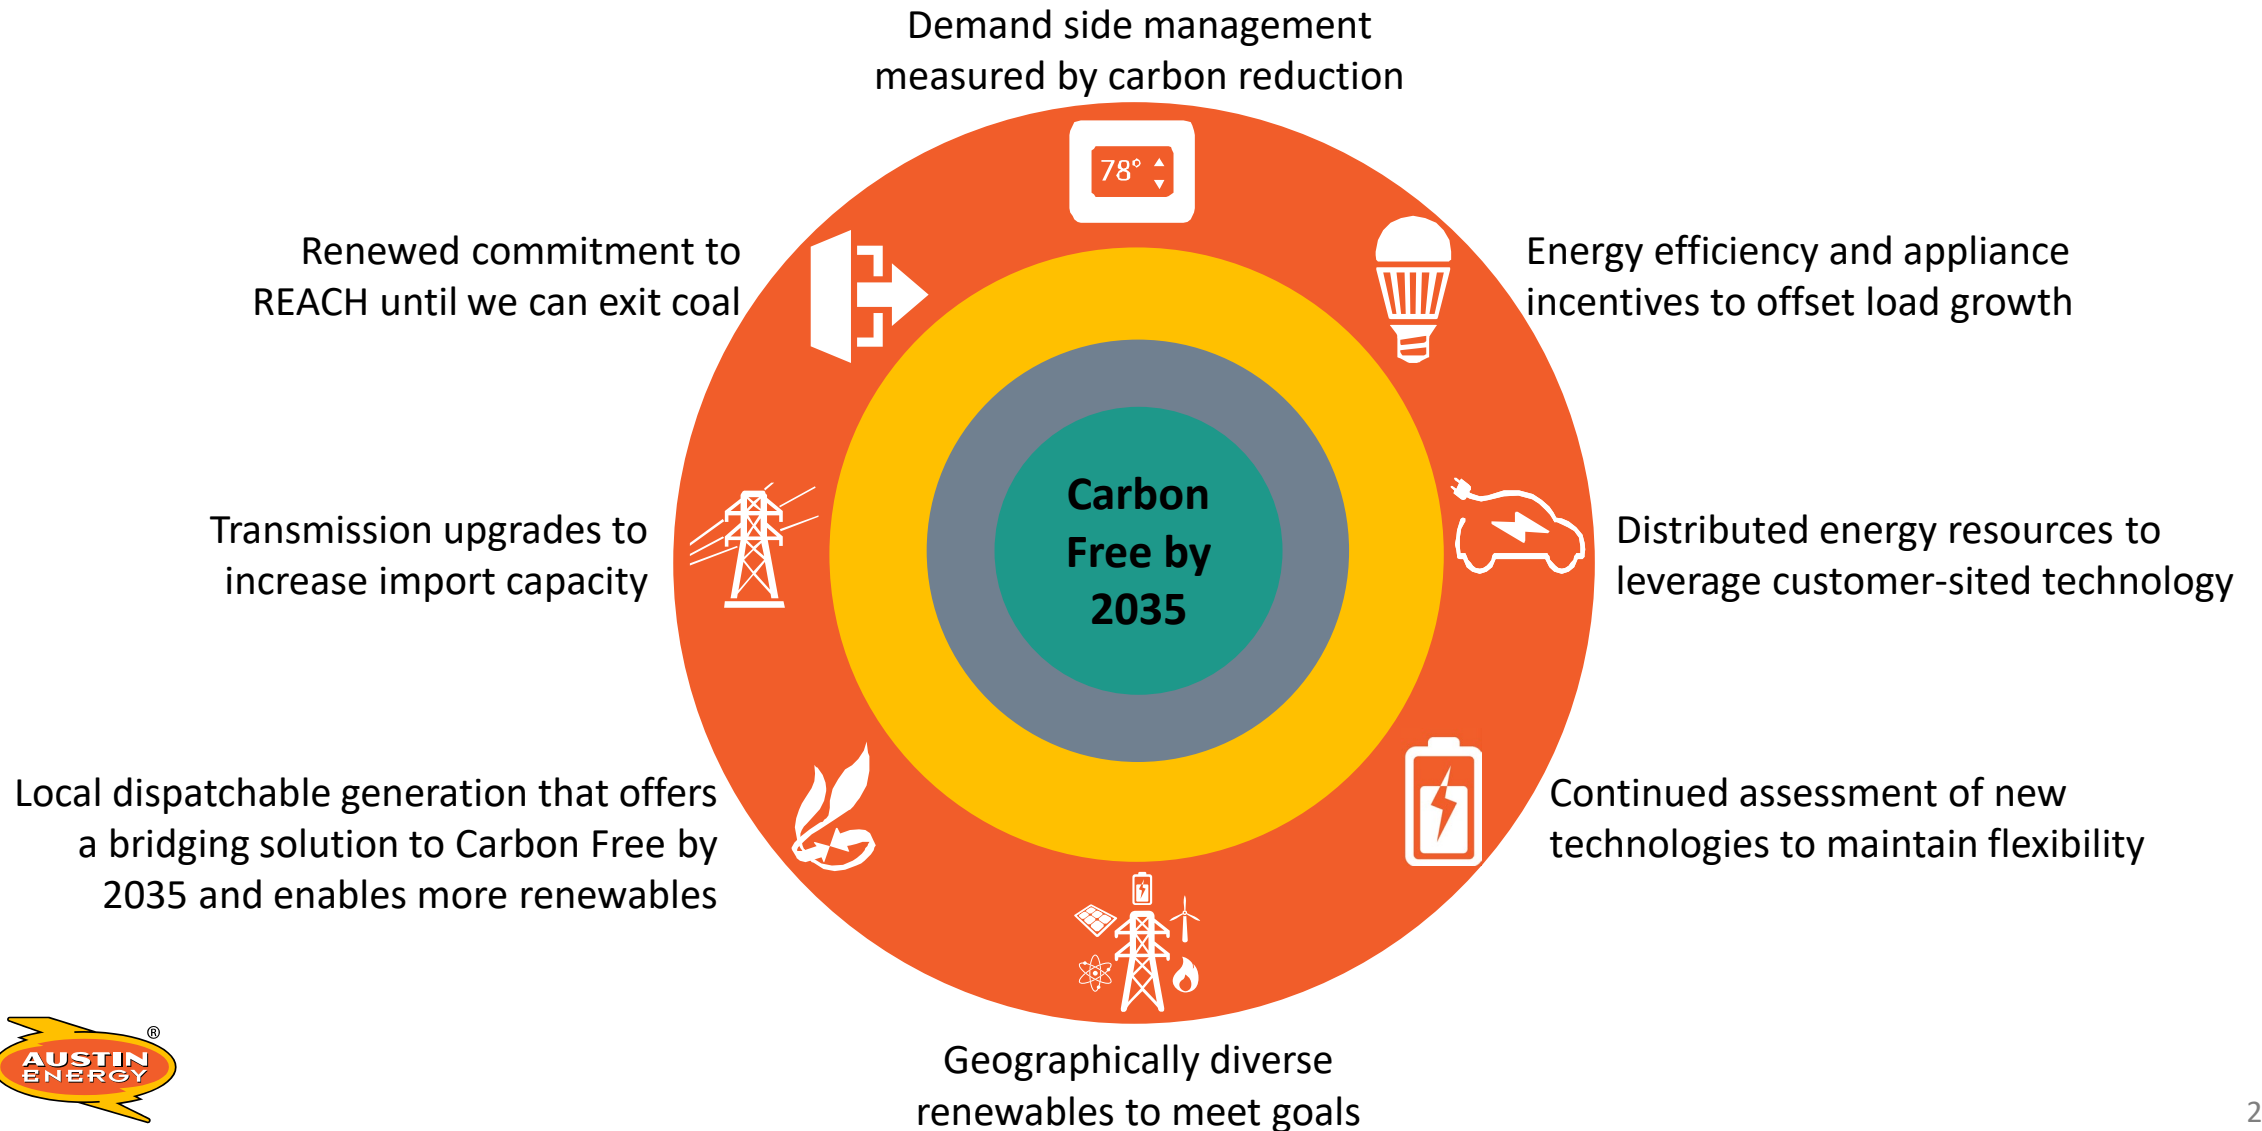 Demand side management
measured by carbon reduction
78°
Renewed commitment to
REACH until we can exit coal
Energy efficiency and appliance
incentives to offset load growth
Transmission upgrades to
increase import capacity
Carbon
Free by
2035
Distributed energy resources to
leverage customer-sited technology
Local dispatchable generation that offers
a bridging solution to Carbon Free by
2035 and enables more renewables
Continued assessment of new
technologies to maintain flexibility
Geographically diverse
renewables to meet goals
AUSTIN
ENERGY
®
2